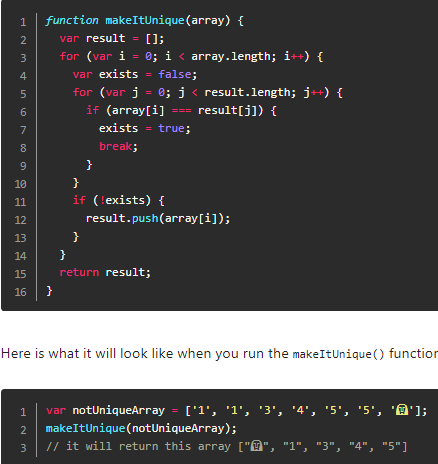 1 function makeItUnique(array) {
2 var result = [];
3 for (var i = 0; i < array.length; i++) {
4 var exists = false;
5 for (var j = 0; j < result.length; j++) {
6 if (array[i] === result[j]) {
7 exists = true;
8 break;
9 }
10 }
11 if (!exists) {
12 result.push(array[i]);
13 }
14 }
15 return result;
16 }
Here is what it will look like when you run the makeItUnique() function
1 var notUniqueArray = ['1', '1', '3', '4', '5', '5', '🗿'];
2 makeItUnique(notUniqueArray);
3 // it will return this array ["🗿", "1", "3", "4", "5"]